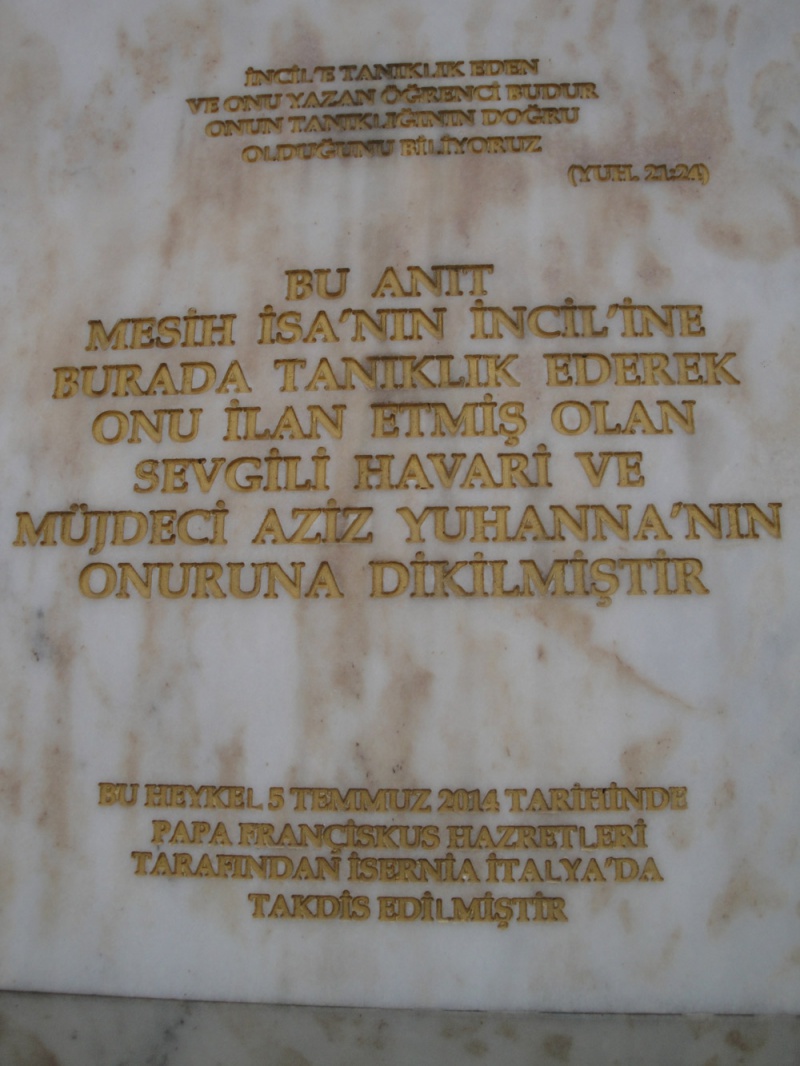 İNCİL'E TANIKLIK EDEN
VE ONU YAZAN ÖĞRENCİ BUDUR
ONUN TANIKLIĞININ DOĞRU
OLDUĞUNU BİLİYORUZ
(YUH. 21:24)
BU ANIT
MESİH İSA'NIN İNCİL'İNE
BURADA TANIKLIK EDEREK
ONU İLAN ETMİŞ OLAN
SEVGİLİ HAVARİ VE
MÜJDECİ AZİZ YUHANNA'NIN
ONURUNA DİKİLMİŞTİR
BU HEYKEL 5 TEMMUZ 2014 TARİHİNDE
PAPA FRANÇİSKUS HAZRETLERİ
TARAFINDAN İSERNİA İTALYA'DA
TAKDİS EDİLMİŞTİR